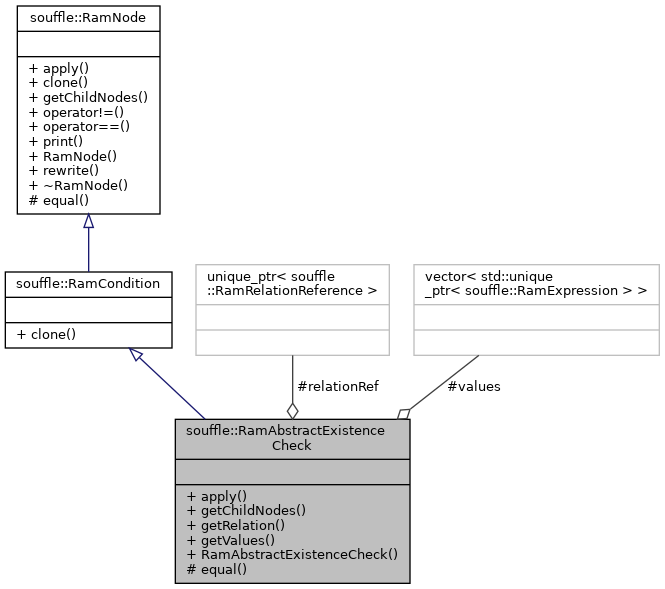 souffle::RamNode
+ apply()
+ clone()
+ getChildNodes()
+ operator!=()
+ operator==()
+ print()
+ RamNode()
+ rewrite()
+ ~RamNode()
# equal()
souffle::RamCondition
+ clone()
unique_ptr< souffle
::RamRelationReference >
vector< std::unique
_ptr< souffle::RamExpression > >
#relationRef
#values
souffle::RamAbstractExistence
Check
+ apply()
+ getChildNodes()
+ getRelation()
+ getValues()
+ RamAbstractExistenceCheck()
# equal()